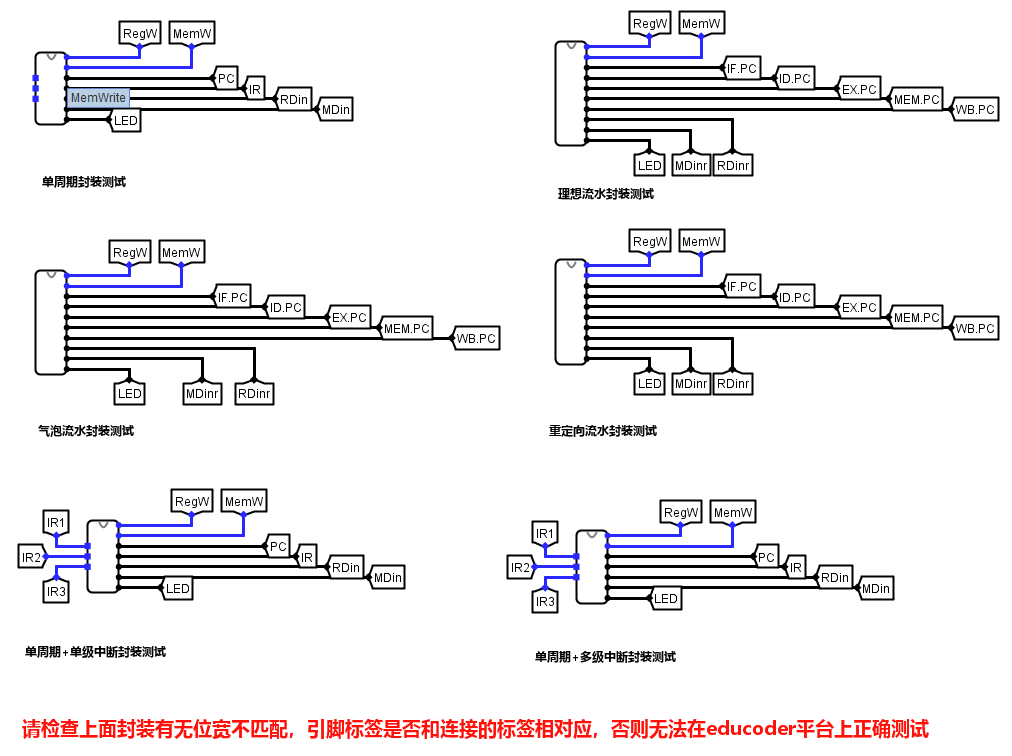 RegW MemW
PC
IR
MemWrite
RDin
MDin
LED
单周期封装测试
RegW MemW
IF.PC
ID.PC
EX.PC
MEM.PC
WB.PC
LED MDinr RDinr
理想流水封装测试
RegW MemW
IF.PC
ID.PC
EX.PC
MEM.PC
WB.PC
LED MDinr RDinr
气泡流水封装测试
RegW MemW
IF.PC
ID.PC
EX.PC
MEM.PC
WB.PC
LED MDinr RDinr
重定向流水封装测试
RegW MemW
IR1
IR2
IR3
PC
IR
RDin
MDin
LED
单周期+单级中断封装测试
RegW MemW
IR1
IR2
IR3
PC
IR
RDin
MDin
LED
单周期+多级中断封装测试
请检查上面封装有无位宽不匹配，引脚标签是否和连接的标签相对应，否则无法在educoder平台上正确测试